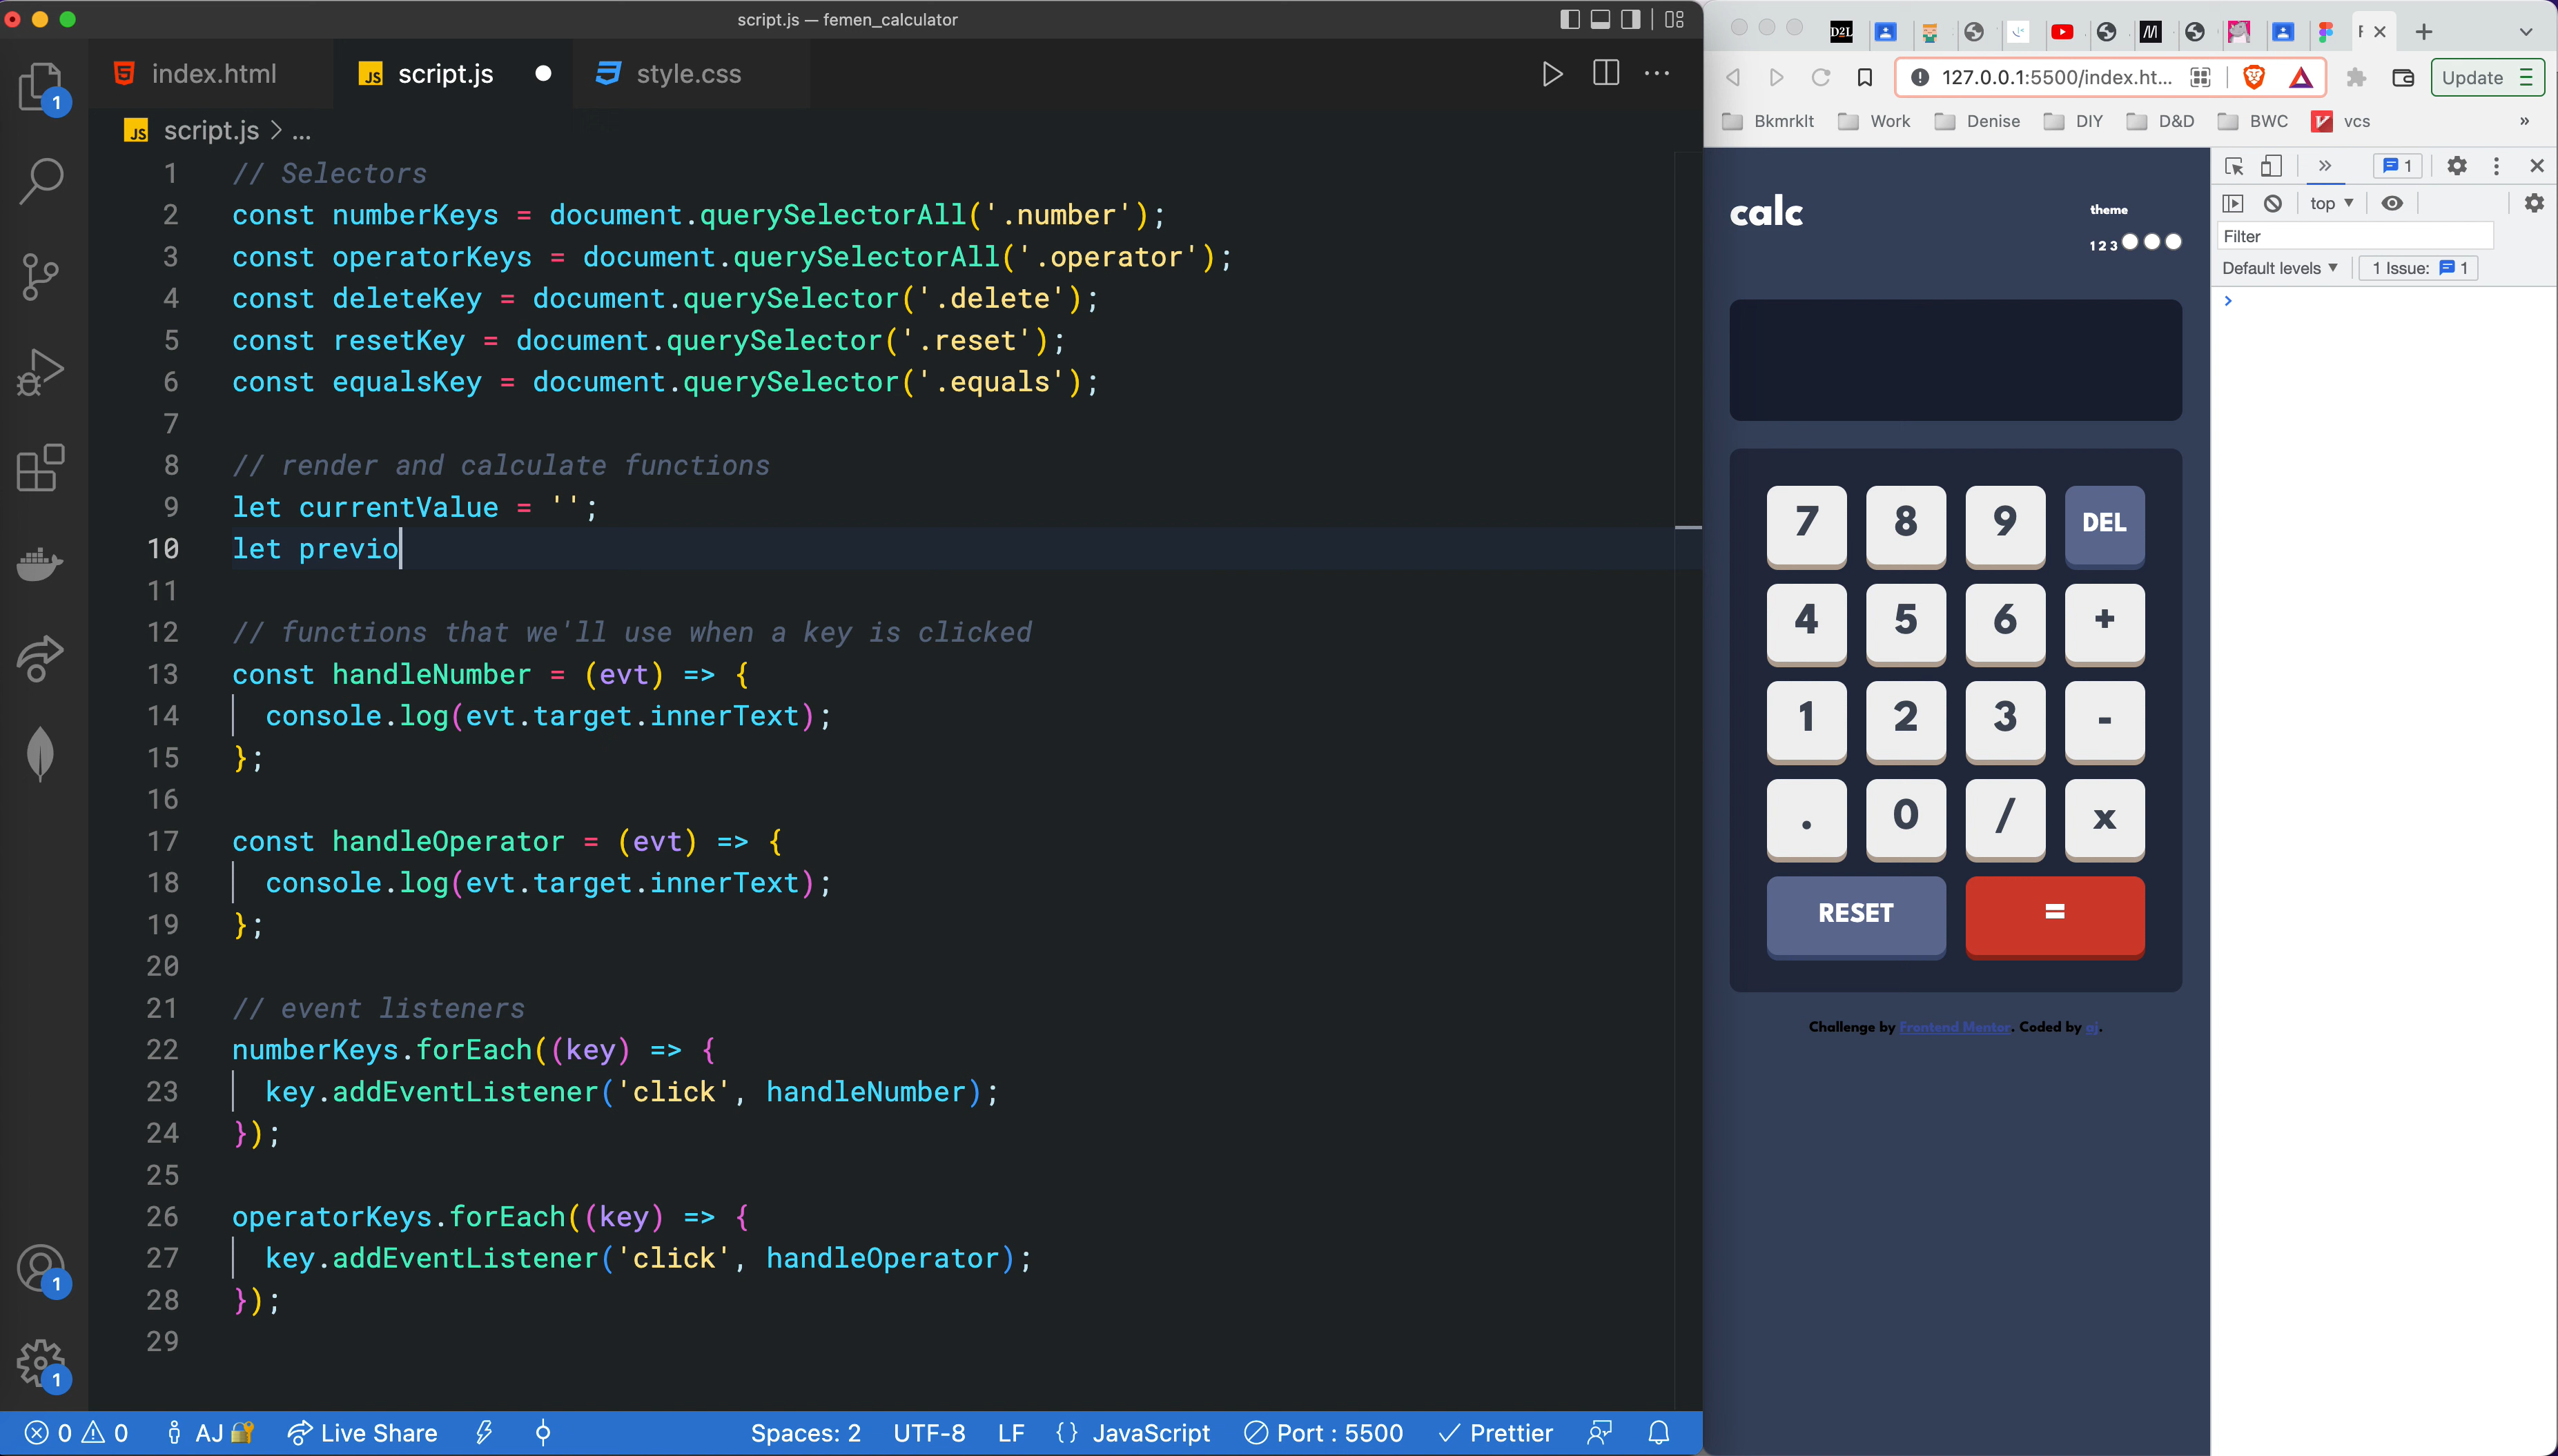 script.js — femen_calculator
index.html
script.js
style.css
script.js > ...
1 // Selectors
2 const numberKeys = document.querySelectorAll('.number');
3 const operatorKeys = document.querySelectorAll('.operator');
4 const deleteKey = document.querySelector('.delete');
5 const resetKey = document.querySelector('.reset');
6 const equalsKey = document.querySelector('.equals');
7
8 // render and calculate functions
9 let currentValue = '';
10 let previo
11
12 // functions that we'll use when a key is clicked
13 const handleNumber = (evt) => {
14 console.log(evt.target.innerText);
15 };
16
17 const handleOperator = (evt) => {
18 console.log(evt.target.innerText);
19 };
20
21 // event listeners
22 numberKeys.forEach((key) => {
23 key.addEventListener('click', handleNumber);
24 });
25
26 operatorKeys.forEach((key) => {
27 key.addEventListener('click', handleOperator);
28 });
29
1
1
1
0 0 AJ Live Share Spaces: 2 UTF-8 LF {} JavaScript Port : 5500 Prettier
D2L
127.0.0.1:5500/index.ht...
Update
Bkmrklt Work Denise DIY D&D BWC vcs »
calc
theme
1 2 3
7 8 9 DEL
4 5 6 +
1 2 3 -
. 0 / x
RESET =
Challenge by Frontend Mentor. Coded by aj.
» 1
top
Filter
Default levels 1 Issue: 1
>